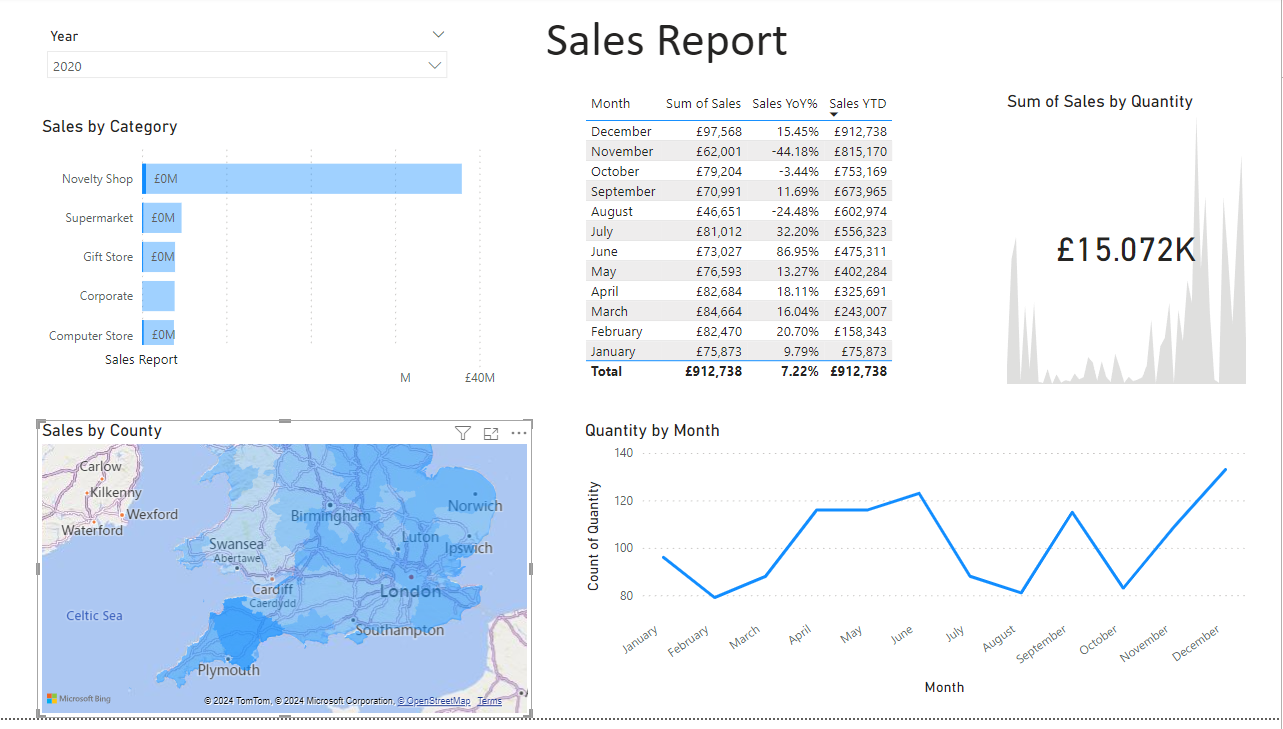 Sales Report
Year
2020
Sales by Category
Novelty Shop £0M
Supermarket £0M
Gift Store £0M
Corporate
Computer Store £0M
Sales Report
M £40M
Month Sum of Sales Sales YoY% Sales YTD
December £97,568 15.45% £912,738
November £62,001 -44.18% £815,170
October £79,204 -3.44% £753,169
September £70,991 11.69% £673,965
August £46,651 -24.48% £602,974
July £81,012 32.20% £556,323
June £73,027 86.95% £475,311
May £76,593 13.27% £402,284
April £82,684 18.11% £325,691
March £84,664 16.04% £243,007
February £82,470 20.70% £158,343
January £75,873 9.79% £75,873
Total £912,738 7.22% £912,738
Sum of Sales by Quantity
£15.072K
Sales by County
Carlow
Kilkenny
Wexford
Waterford
Norwich
Birmingham
Luton
Ipswich
Swansea
Abertawe
Cardiff
Caerdydd
London
Celtic Sea
Southampton
Plymouth
Microsoft Bing
© 2024 TomTom, © 2024 Microsoft Corporation, © OpenStreetMap Terms
Quantity by Month
Count of Quantity
140
120
100
80
January February March April May June July August September October November December
Month